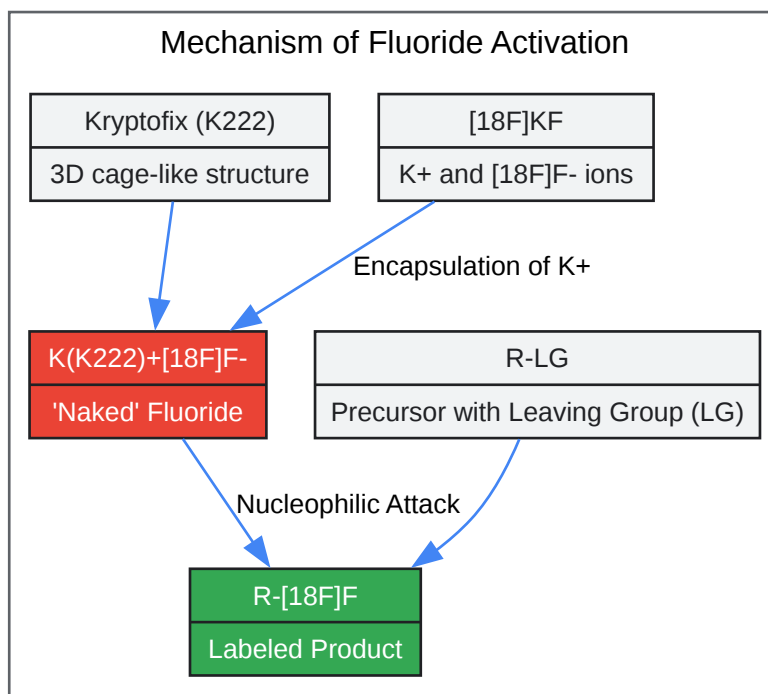 Mechanism of Fluoride Activation
Kryptofix (K222)
3D cage-like structure
[18F]KF
K+ and [18F]F- ions
Encapsulation of K+
K(K222)+[18F]F-
'Naked' Fluoride
R-LG
Precursor with Leaving Group (LG)
Nucleophilic Attack
R-[18F]F
Labeled Product